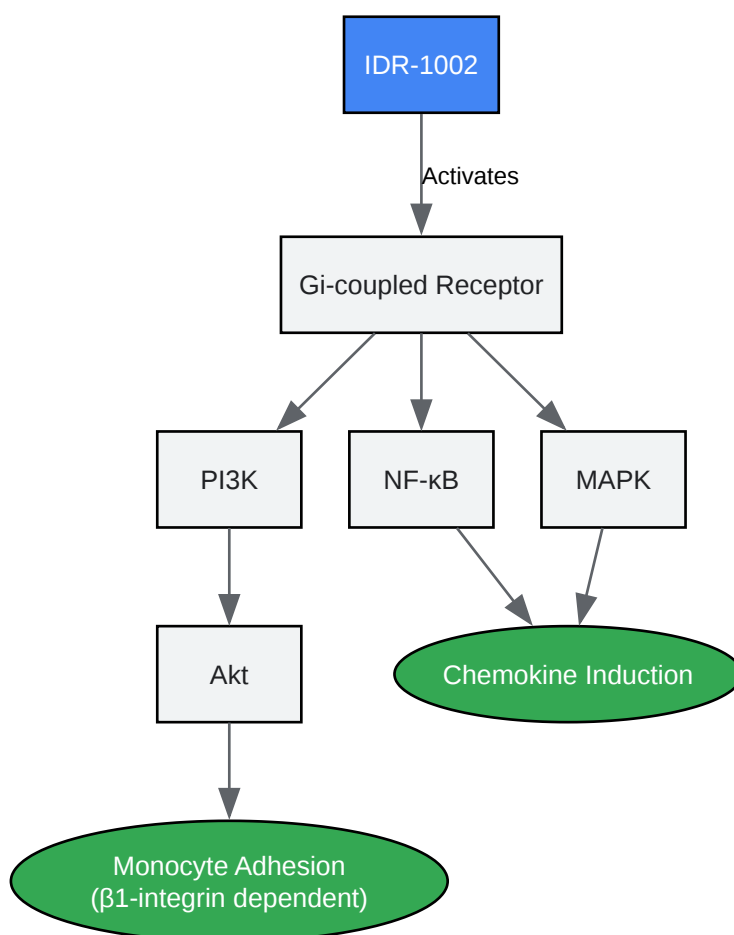 IDR-1002
Activates
Gi-coupled Receptor
PI3K
NF-κB
MAPK
Akt
Chemokine Induction
Monocyte Adhesion
(β1-integrin dependent)